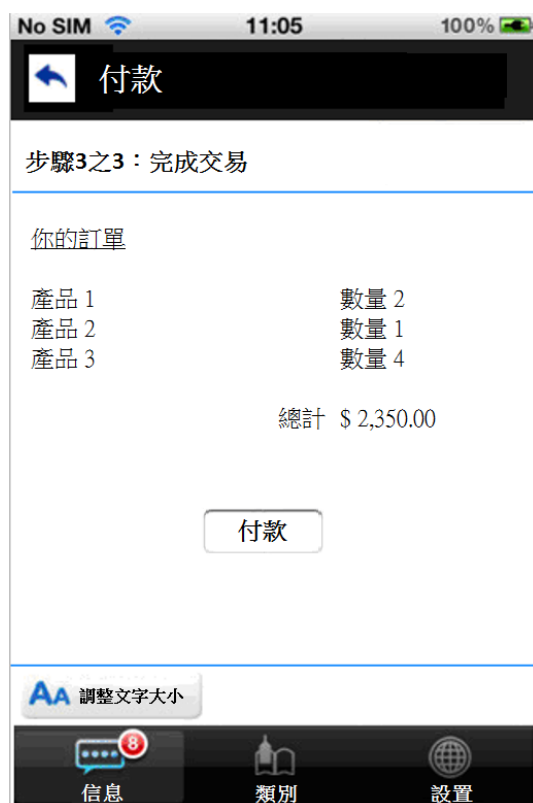 No SIM 11:05 100%
付款
步驟3之3：完成交易
你的訂單
產品 1 數量 2
產品 2 數量 1
產品 3 數量 4
總計 $ 2,350.00
付款
AA 調整文字大小
8
信息 類別 設置